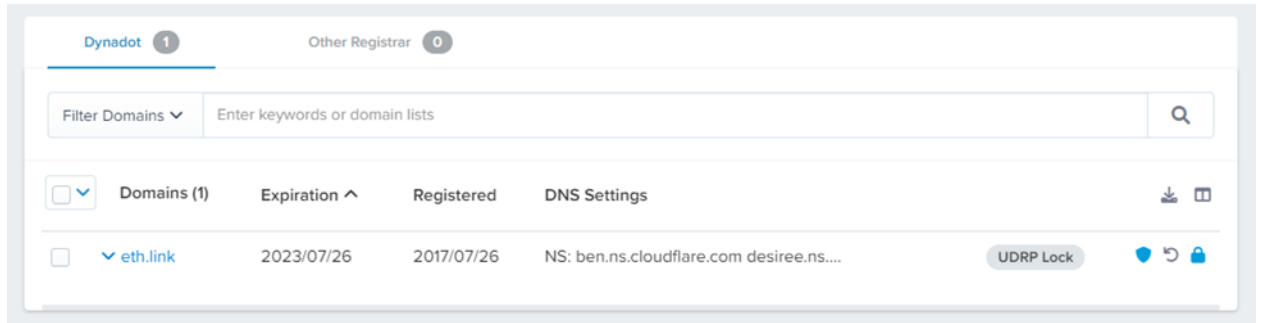 Dynadot 1 Other Registrar 0
Filter Domains Enter keywords or domain lists
Domains (1) Expiration Registered DNS Settings
eth.link 2023/07/26 2017/07/26 NS: ben.ns.cloudflare.com desiree.ns.... UDRP Lock